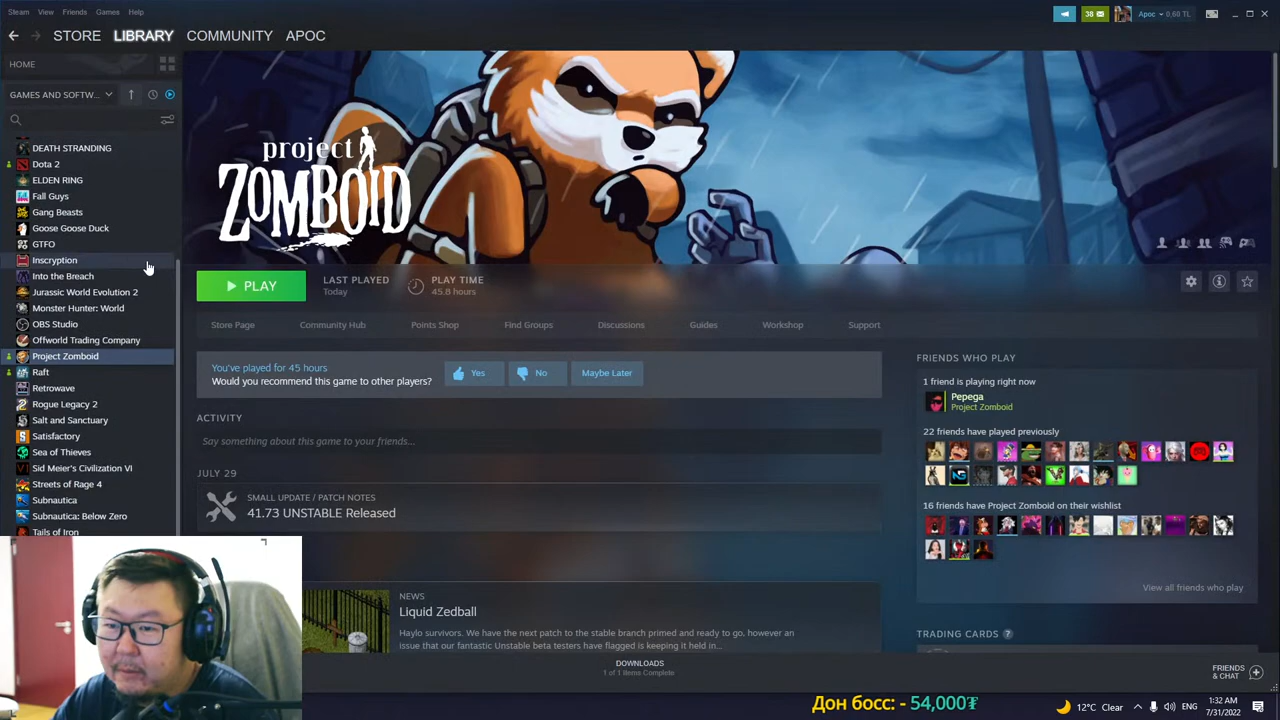 Steam View Friends Games Help
38 Apoc 0,60 TL
STORE LIBRARY COMMUNITY APOC
HOME
GAMES AND SOFTW...
DEATH STRANDING
Dota 2
ELDEN RING
Fall Guys
Gang Beasts
Goose Goose Duck
GTFO
Inscryption
Into the Breach
Jurassic World Evolution 2
Monster Hunter: World
OBS Studio
Offworld Trading Company
Project Zomboid
Raft
Retrowave
Rogue Legacy 2
Salt and Sanctuary
Satisfactory
Sea of Thieves
Sid Meier's Civilization VI
Streets of Rage 4
Subnautica
Subnautica: Below Zero
Tails of Iron
project
ZOMBOID
PLAY
LAST PLAYED
Today
PLAY TIME
45.8 hours
Store Page Community Hub Points Shop Find Groups Discussions Guides Workshop Support
You've played for 45 hours
Would you recommend this game to other players?
Yes No Maybe Later
ACTIVITY
Say something about this game to your friends...
JULY 29
SMALL UPDATE / PATCH NOTES
41.73 UNSTABLE Released
NEWS
Liquid Zedball
Haylo survivors. We have the next patch to the stable branch primed and ready to go, however an
issue that our fantastic Unstable beta testers have flagged is keeping it held in...
FRIENDS WHO PLAY
1 friend is playing right now
Pepega
Project Zomboid
22 friends have played previously
16 friends have Project Zomboid on their wishlist
View all friends who play
TRADING CARDS ?
DOWNLOADS
1 of 1 Items Complete
FRIENDS
& CHAT
Дон босс: - 54,000₮
12°C Clear
ENG
1:32 AM
7/31/2022